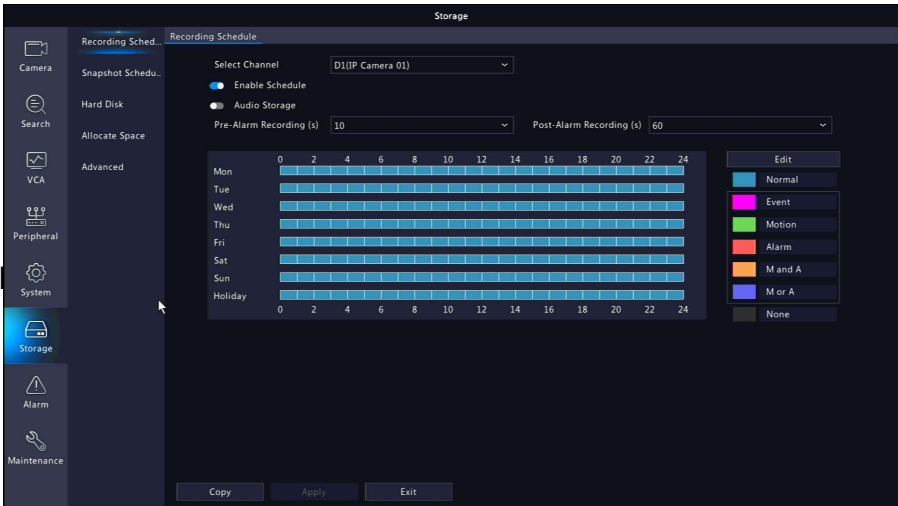 Storage
Camera
Search
VCA
Peripheral
System
Storage
Alarm
Maintenance
Recording Sched...
Snapshot Schedu..
Hard Disk
Allocate Space
Advanced
Recording Schedule
Select Channel D1(IP Camera 01)
Enable Schedule
Audio Storage
Pre-Alarm Recording (s) 10 Post-Alarm Recording (s) 60
0 2 4 6 8 10 12 14 16 18 20 22 24
Mon
Tue
Wed
Thu
Fri
Sat
Sun
Holiday
0 2 4 6 8 10 12 14 16 18 20 22 24
Edit
Normal
Event
Motion
Alarm
M and A
M or A
None
Copy Apply Exit